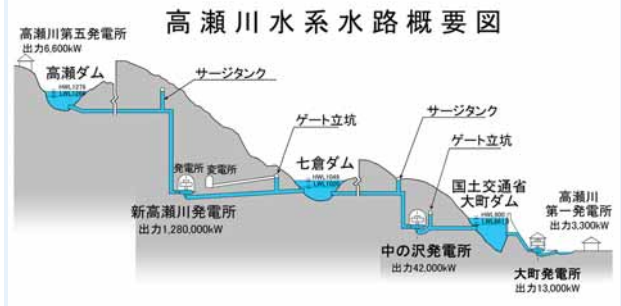 高瀬川水系水路概要図
高瀬川第五発電所
出力6,600kW
高瀬ダム
HWL1276
サージタンク
ゲート立坑
発電所
変電所
新高瀬川発電所
出力1,280,000kW
七倉ダム
HWL1048
サージタンク
ゲート立坑
国土交通省
大町ダム
中の沢発電所
出力42,000kW
高瀬川
第一発電所
出力3,300kW
大町発電所
出力13,000kW